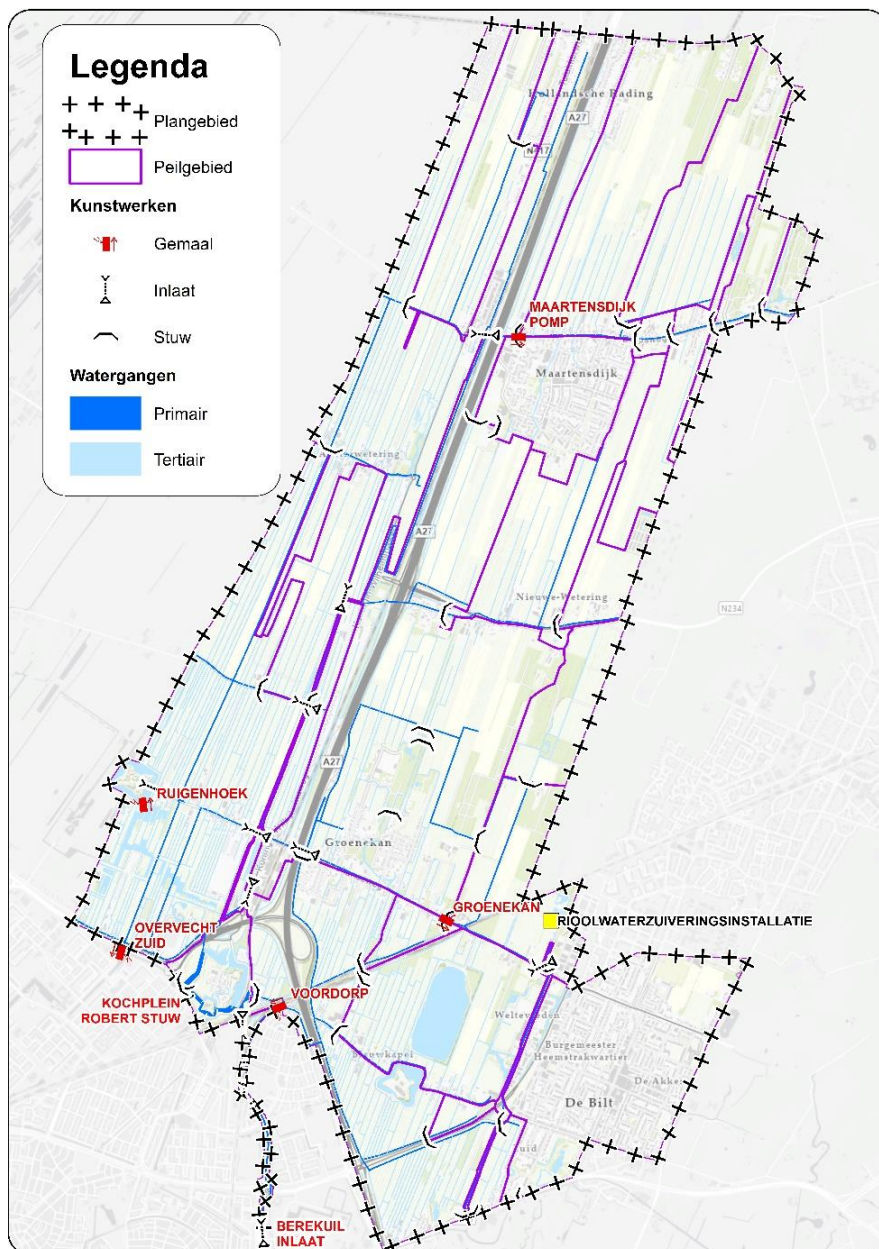 Legenda
Plangebied
Peilgebied
Kunstwerken
Gemaal
Inlaat
Stuw
Watergangen
Primair
Tertiair
Hollandsche Rading
A27
N417
MAARTENSDIJK
POMP
Maartensdijk
A27
Nieuwe-Wetering
N234
A27
RUIGENHOEK
Groenekan
GROENEKAN
RIOOLWATERZUIVERINGSINSTALLATIE
OVERVECHT
ZUID
KOCHPLEIN
ROBERT STUW
VOORDORP
Weltevreden
Blauwkapel
Burgemeester
Heemstrakwartier
De Akker
De Bilt
BEREKUIL
INLAAT